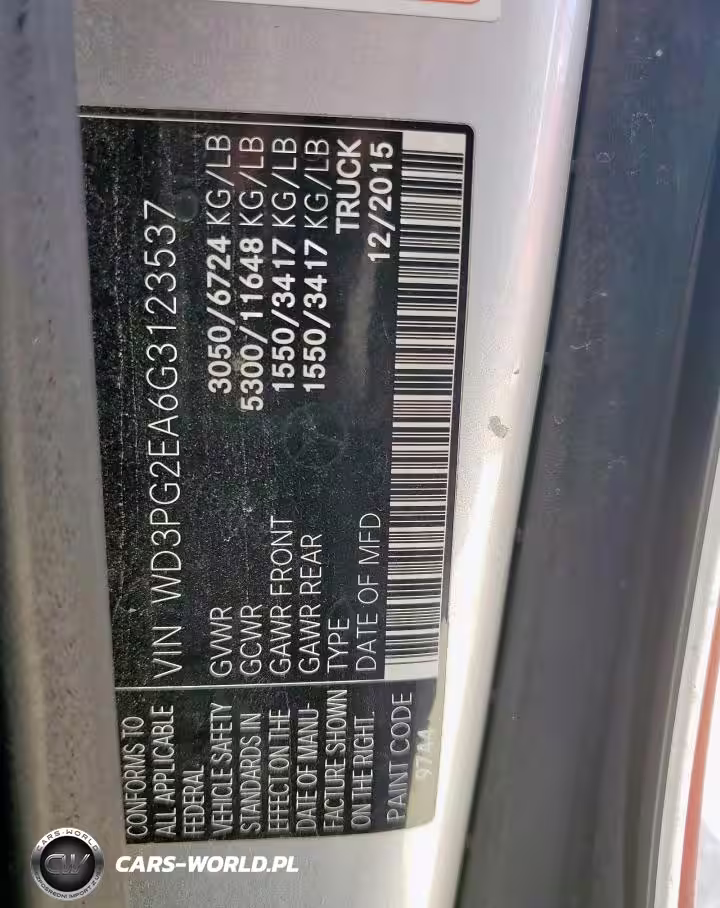 VIN WD3PG2EA6G3123537
GVWR 3050/6724 KG/LB
GCWR 5300/11648 KG/LB
GAWR FRONT 1550/3417 KG/LB
GAWR REAR 1550/3417 KG/LB
TYPE TRUCK
DATE OF MFD 12/2015
CONFORMS TO
ALL APPLICABLE
FEDERAL
VEHICLE SAFETY
STANDARDS IN
EFFECT ON THE
DATE OF MANU-
FACTURE SHOWN
ON THE RIGHT.
PAINT CODE
9744
CARS-WORLD
CW
CARS-WORLD.PL